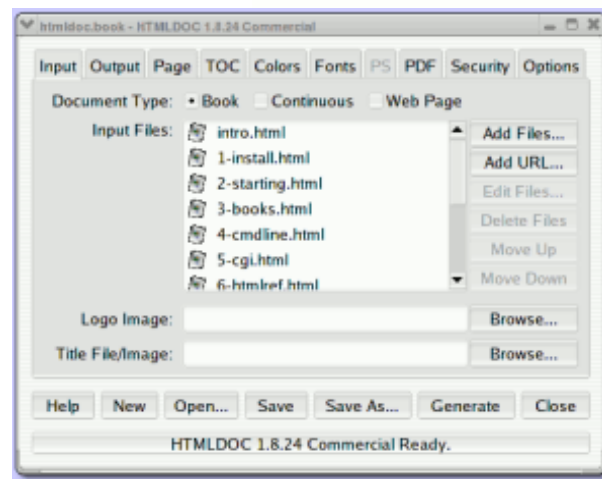 htmldoc.book - HTMLDOC 1.8.24 Commercial
Input Output Page TOC Colors Fonts PS PDF Security Options
Document Type: Book Continuous Web Page
Input Files:
intro.html
1-install.html
2-starting.html
3-books.html
4-cmdline.html
5-cgi.html
6-htmlref.html
Add Files...
Add URL...
Edit Files...
Delete Files
Move Up
Move Down
Logo Image: Browse...
Title File/Image: Browse...
Help New Open... Save Save As... Generate Close
HTMLDOC 1.8.24 Commercial Ready.